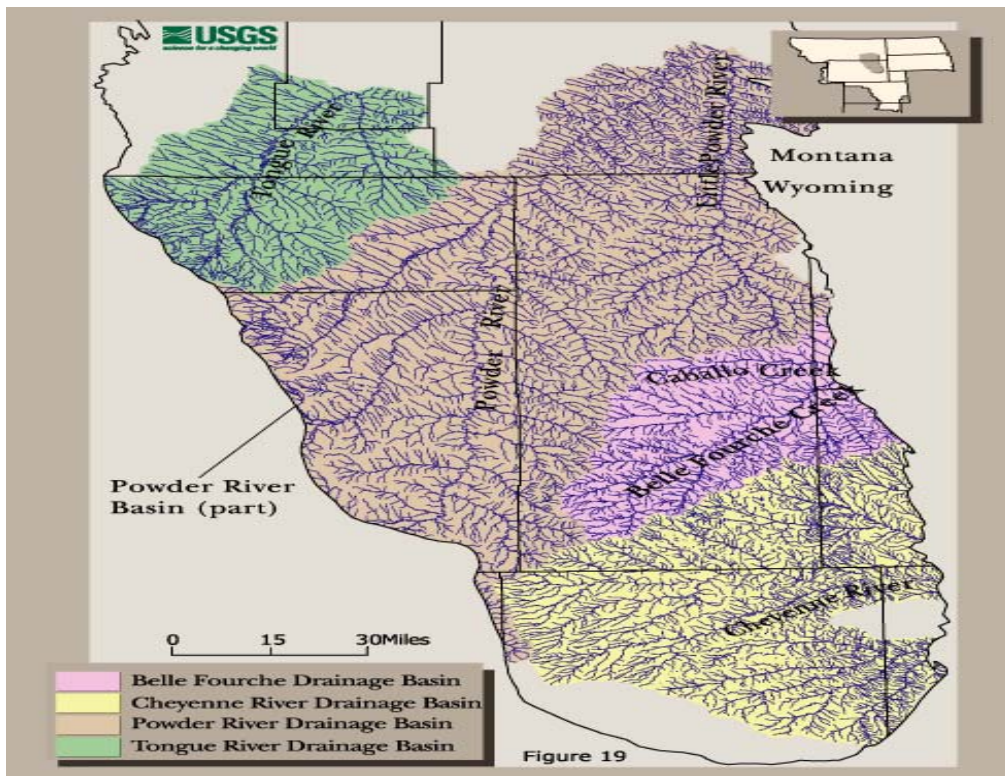 USGS
science for a changing world
Tongue River
Little Powder River
Montana
Wyoming
Powder River
Caballo Creek
Belle Fourche Creek
Powder River
Basin (part)
Cheyenne River
0 15 30Miles
Belle Fourche Drainage Basin
Cheyenne River Drainage Basin
Powder River Drainage Basin
Tongue River Drainage Basin
Figure 19